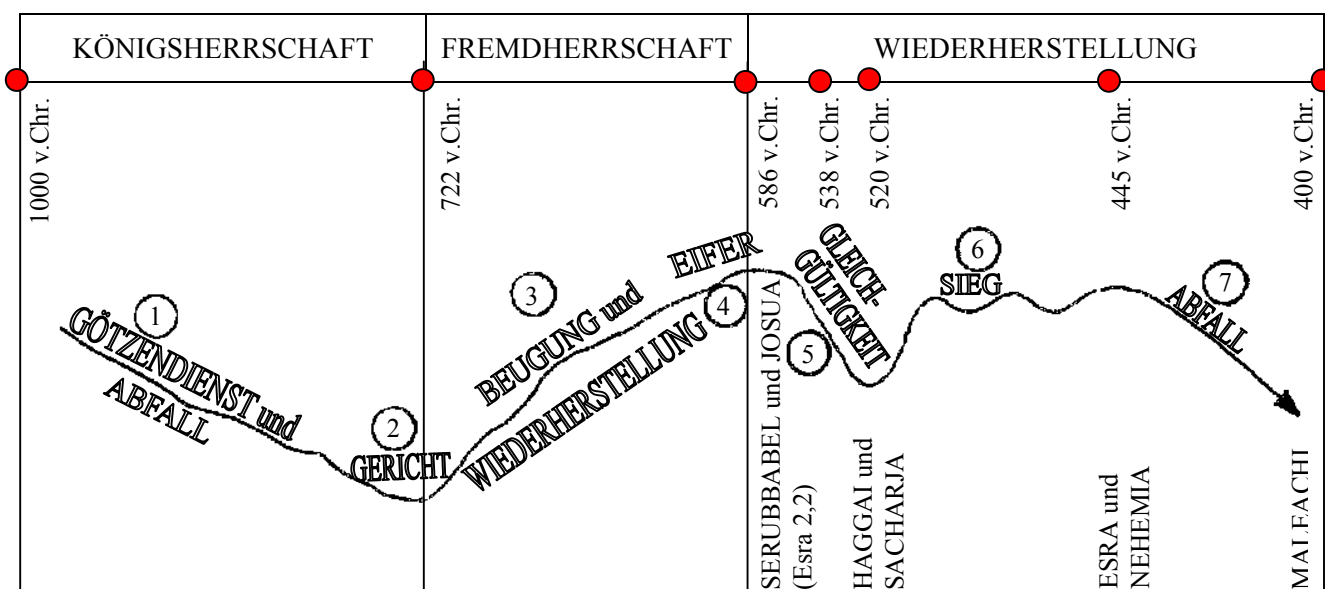 KÖNIGSHERRSCHAFT
FREMDHERRSCHAFT
WIEDERHERSTELLUNG
1000 v.Chr.
722 v.Chr.
586 v.Chr.
538 v.Chr.
520 v.Chr.
445 v.Chr.
400 v.Chr.
1
GÖTZENDIENST und
ABFALL
2
GERICHT
3
BEUGUNG und EIFER
4
WIEDERHERSTELLUNG
5
GLEICH-
GÜLTIGKEIT
6
SIEG
7
ABFALL
SERUBBABEL und JOSUA
(Esra 2,2)
HAGGAI und
SACHARJA
ESRA und
NEHEMIA
MALEACHI